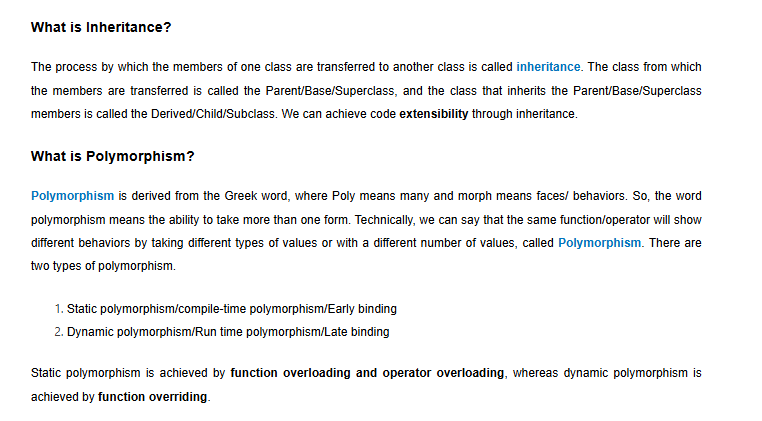 What is Inheritance?
The process by which the members of one class are transferred to another class is called inheritance. The class from which
the members are transferred is called the Parent/Base/Superclass, and the class that inherits the Parent/Base/Superclass
members is called the Derived/Child/Subclass. We can achieve code extensibility through inheritance.
What is Polymorphism?
Polymorphism is derived from the Greek word, where Poly means many and morph means faces/ behaviors. So, the word
polymorphism means the ability to take more than one form. Technically, we can say that the same function/operator will show
different behaviors by taking different types of values or with a different number of values, called Polymorphism. There are
two types of polymorphism.
1. Static polymorphism/compile-time polymorphism/Early binding
2. Dynamic polymorphism/Run time polymorphism/Late binding
Static polymorphism is achieved by function overloading and operator overloading, whereas dynamic polymorphism is
achieved by function overriding.